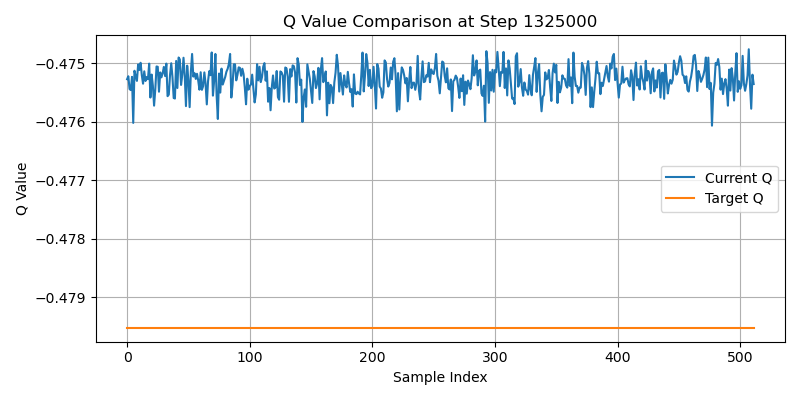 Q Value Comparison at Step 1325000
Q Value
−0.475
−0.476
−0.477
−0.478
−0.479
Current Q
Target Q
0 100 200 300 400 500
Sample Index